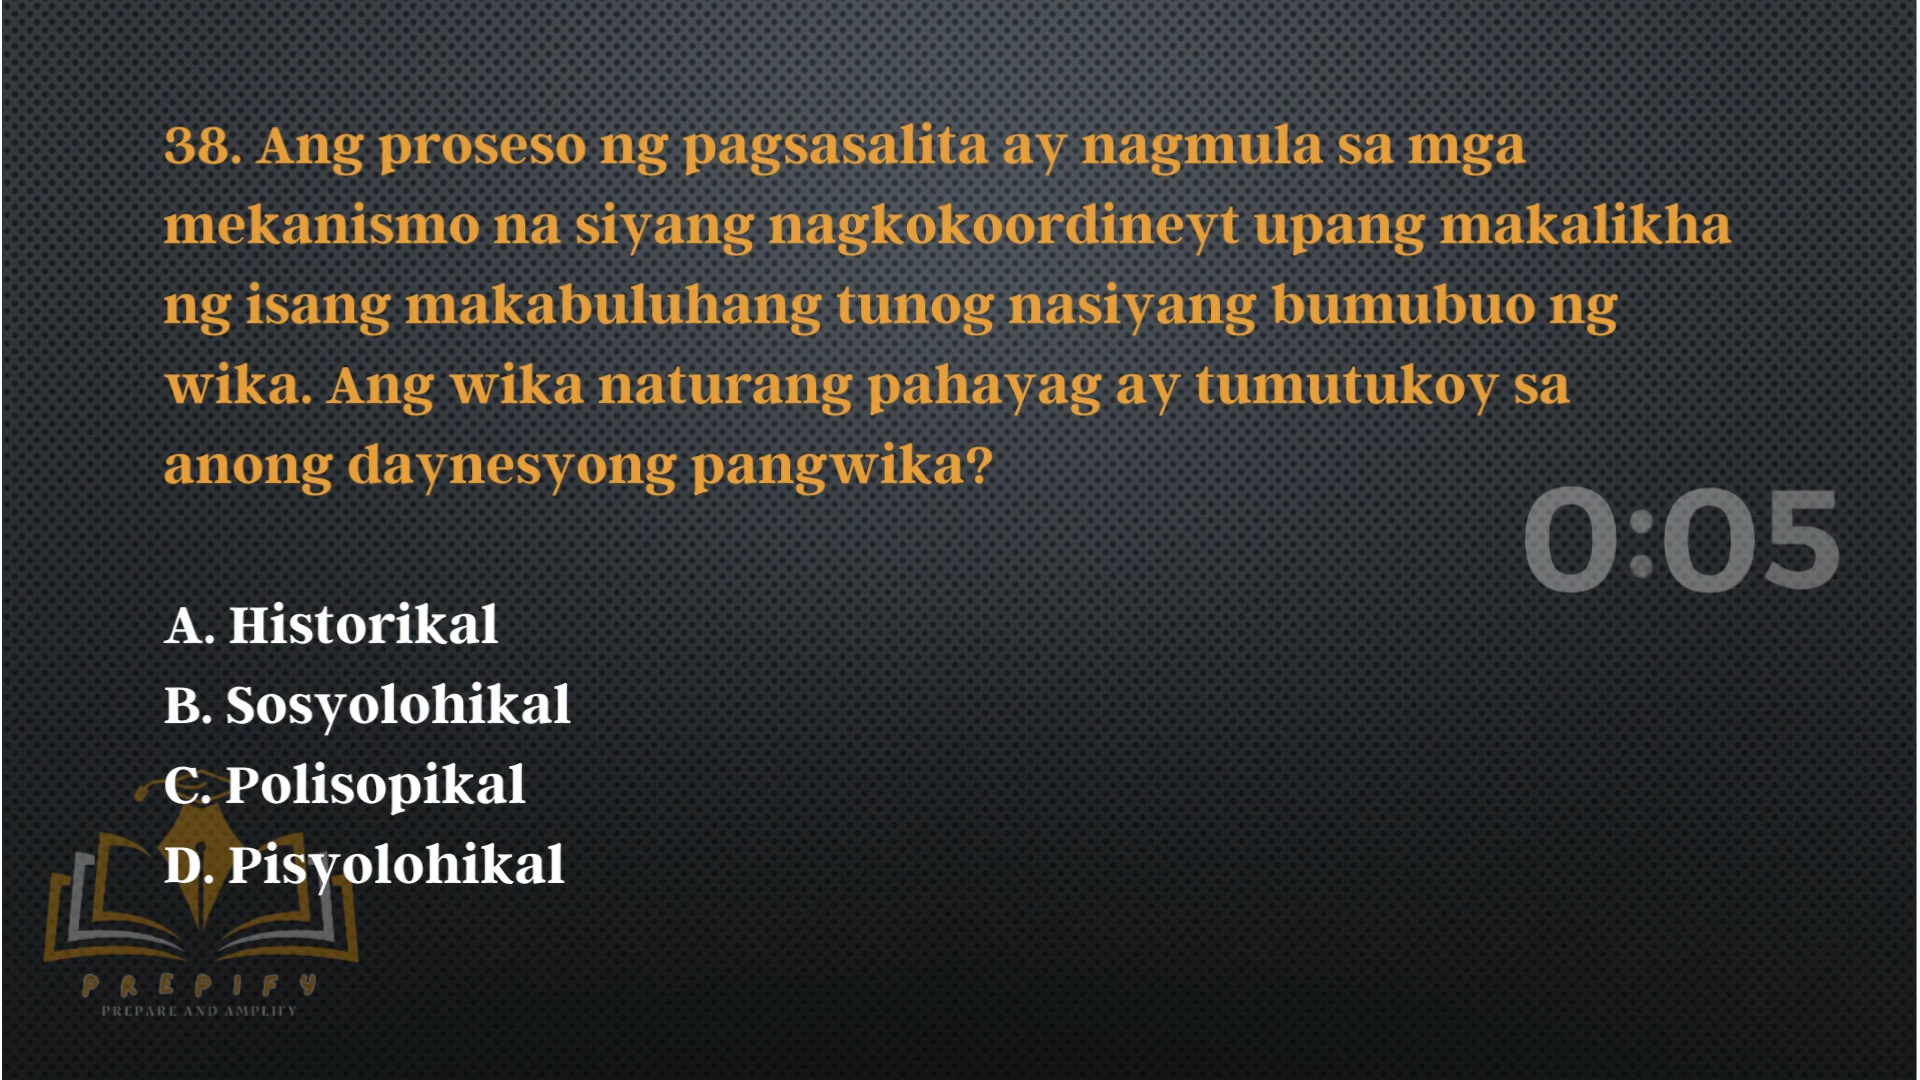 38. Ang proseso ng pagsasalita ay nagmula sa mga
mekanismo na siyang nagkokoordineyt upang makalikha
ng isang makabuluhang tunog nasiyang bumubuo ng
wika. Ang wika naturang pahayag ay tumutukoy sa
anong daynesyong pangwika?
0:05
A. Historikal
B. Sosyolohikal
C. Polisopikal
D. Pisyolohikal
PREPIFY
PREPARE AND AMPLIFY